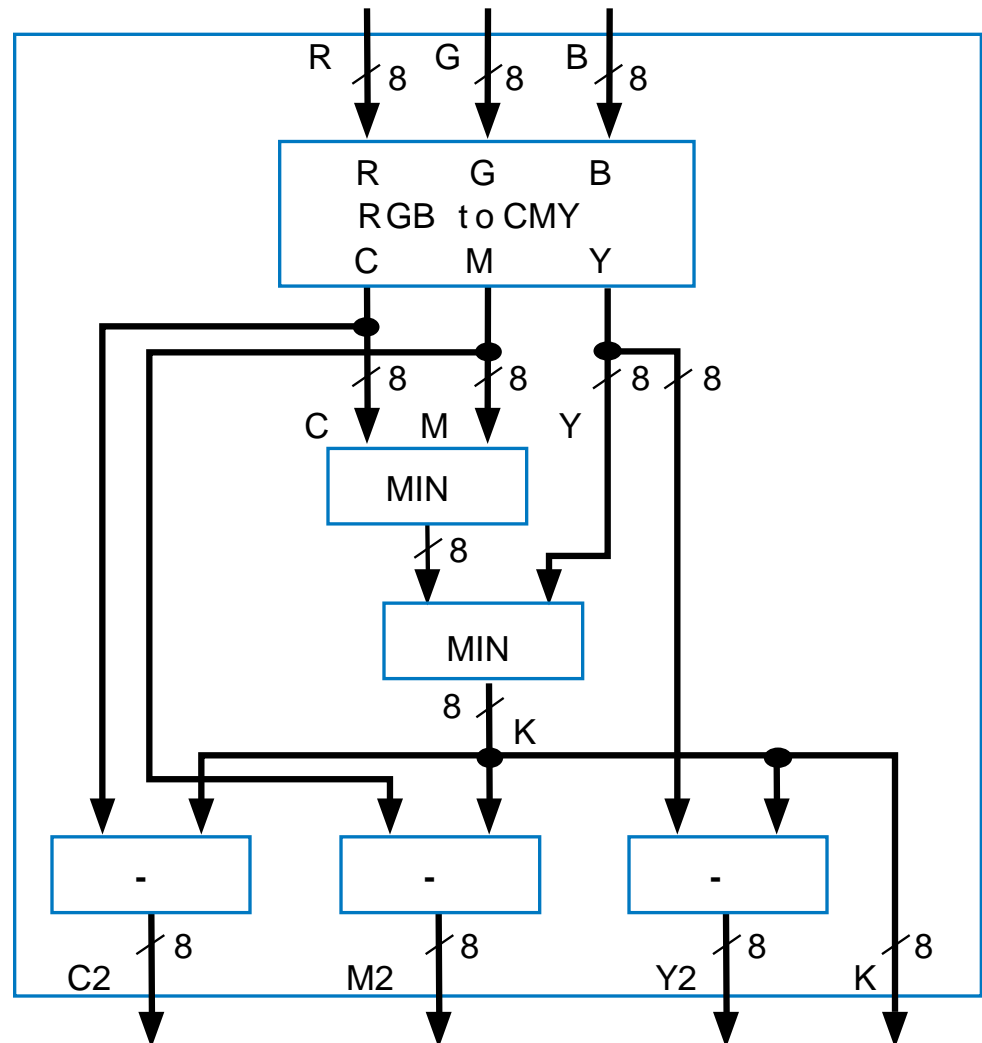 R G B
8 8 8
R G B
RGB to CMY
C M Y
8 8 8 8
C M Y
MIN
8
MIN
8
K
- - -
8 8 8 8
C2 M2 Y2 K